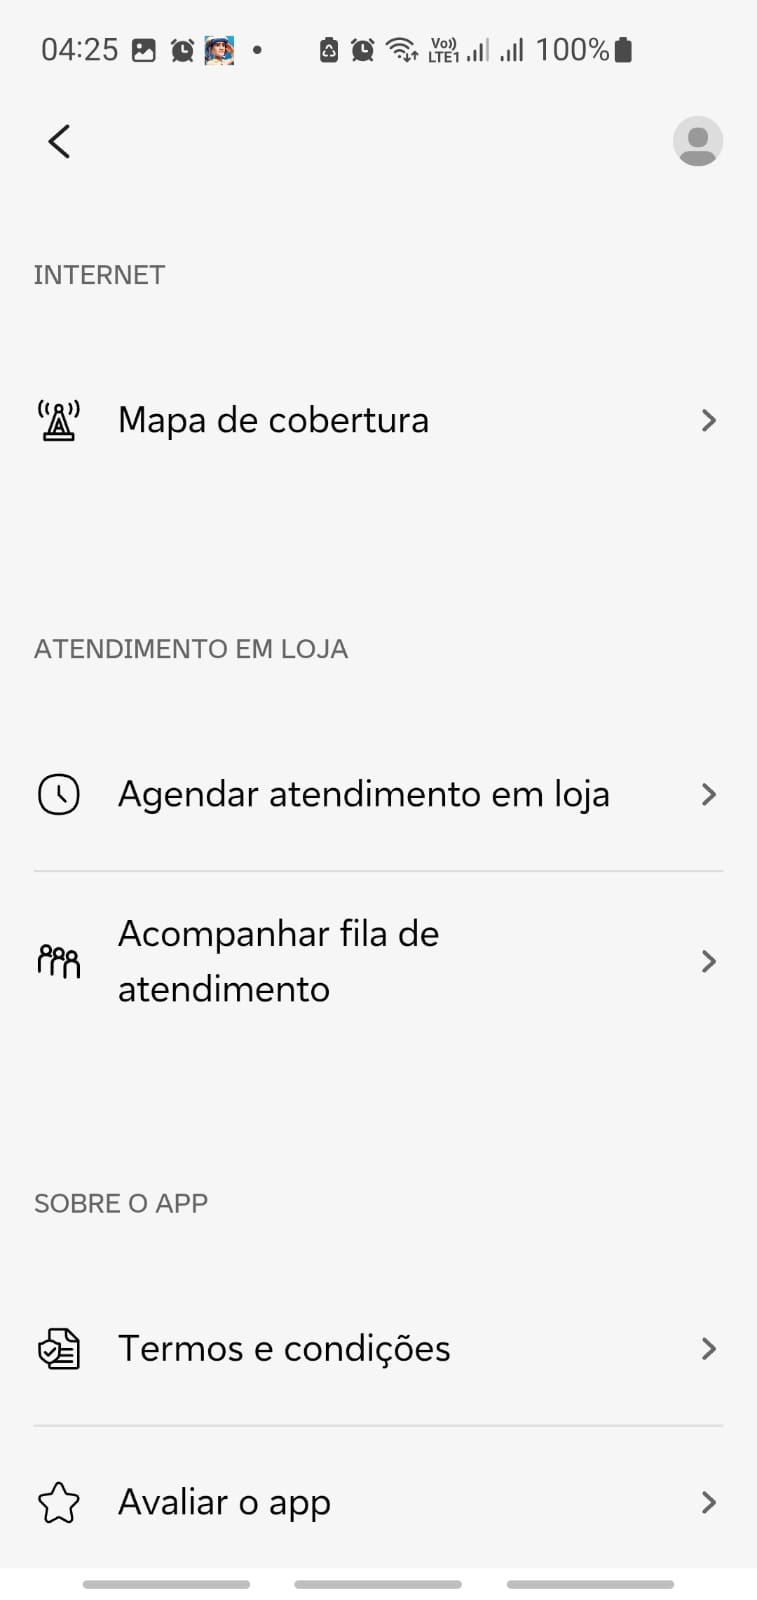 04:25 Vo)) LTE1 100%
INTERNET
Mapa de cobertura
ATENDIMENTO EM LOJA
Agendar atendimento em loja
Acompanhar fila de
atendimento
SOBRE O APP
Termos e condições
Avaliar o app